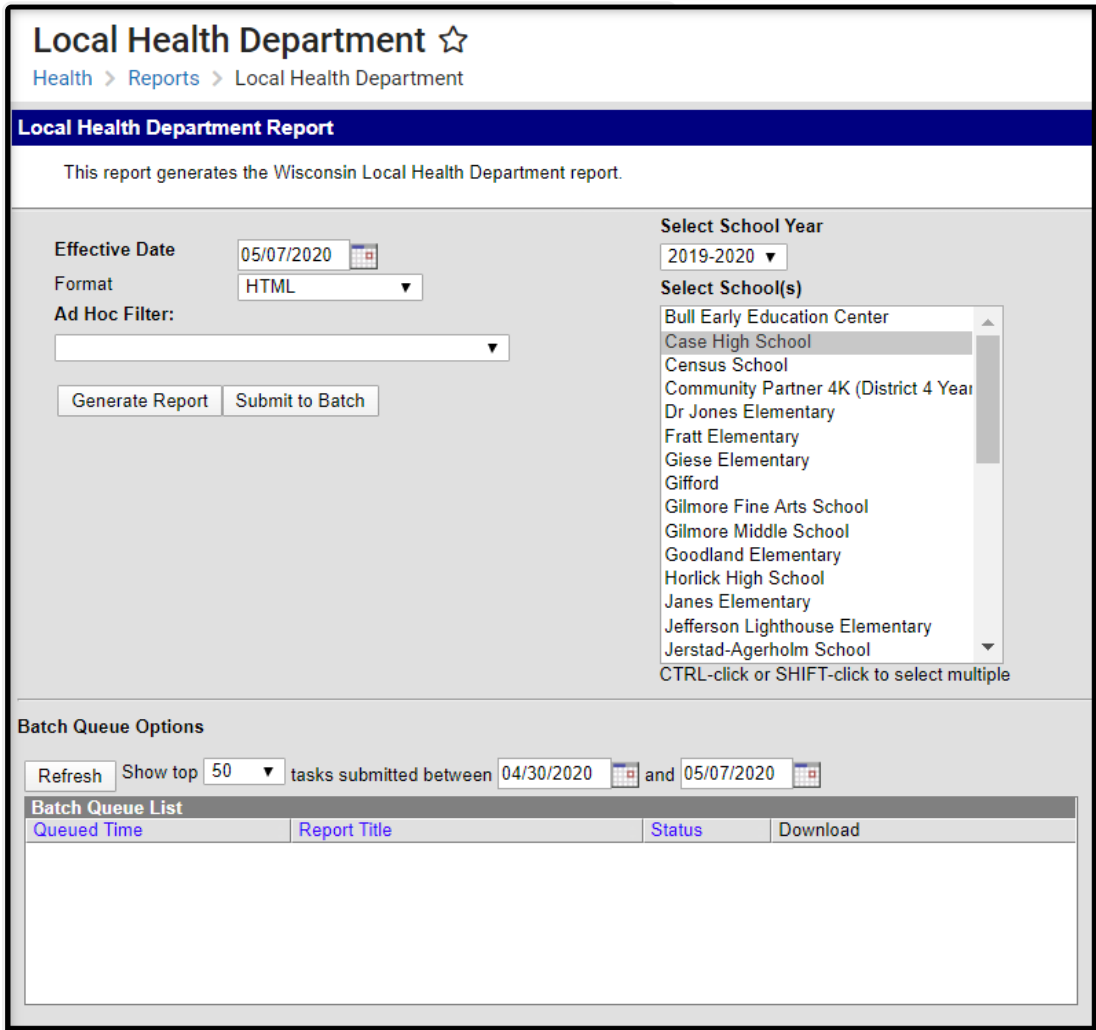 Local Health Department
Health > Reports > Local Health Department
Local Health Department Report
This report generates the Wisconsin Local Health Department report.
Effective Date 05/07/2020
Format HTML
Ad Hoc Filter:
Generate Report Submit to Batch
Select School Year
2019-2020
Select School(s)
Bull Early Education Center
Case High School
Census School
Community Partner 4K (District 4 Year
Dr Jones Elementary
Fratt Elementary
Giese Elementary
Gifford
Gilmore Fine Arts School
Gilmore Middle School
Goodland Elementary
Horlick High School
Janes Elementary
Jefferson Lighthouse Elementary
Jerstad-Agerholm School
CTRL-click or SHIFT-click to select multiple
Batch Queue Options
Refresh Show top 50 tasks submitted between 04/30/2020 and 05/07/2020
Batch Queue List
Queued Time Report Title Status Download